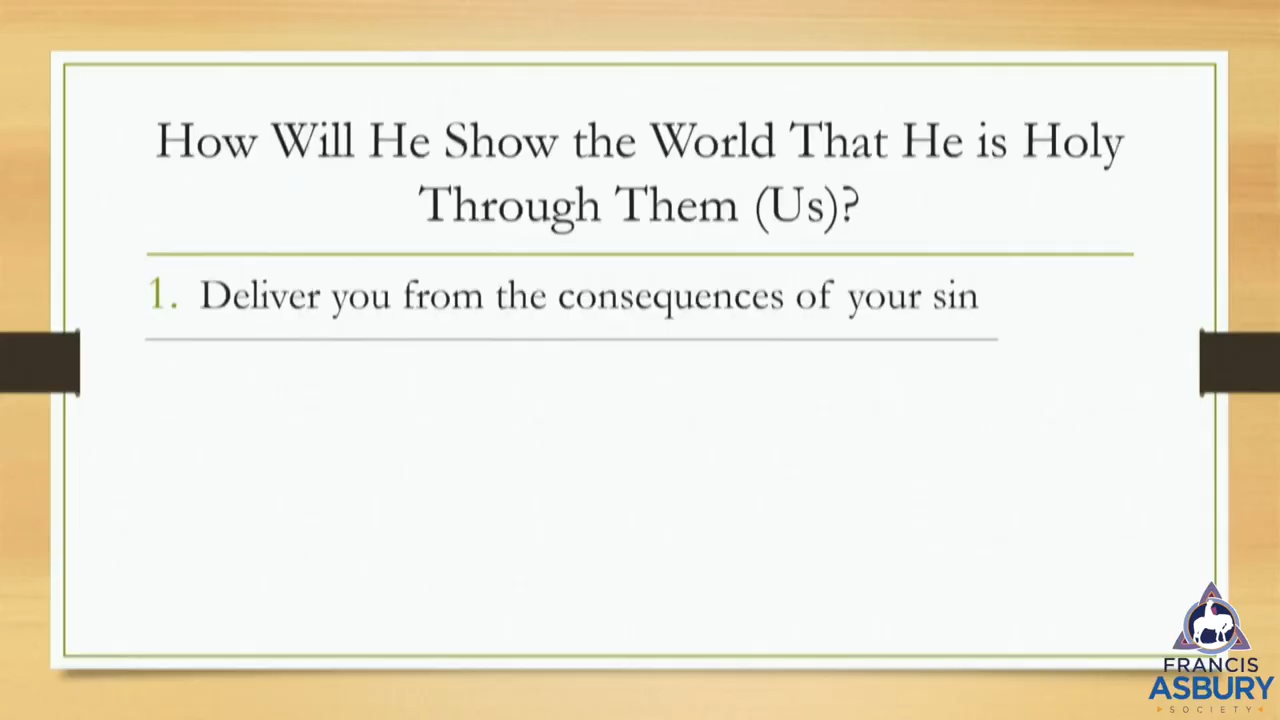 How Will He Show the World That He is Holy
Through Them (Us)?
1. Deliver you from the consequences of your sin
FRANCIS
ASBURY
SOCIETY